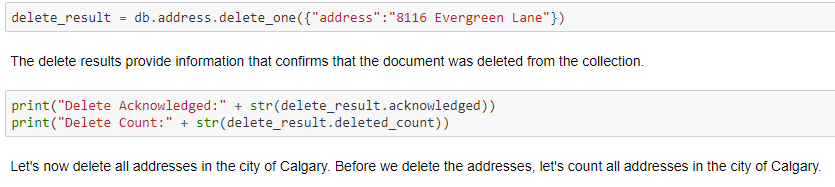 delete_result = db.address.delete_one({"address":"8116 Evergreen Lane"})
The delete results provide information that confirms that the document was deleted from the collection.
print("Delete Acknowledged:" + str(delete_result.acknowledged))
print("Delete Count:" + str(delete_result.deleted_count))
Let's now delete all addresses in the city of Calgary. Before we delete the addresses, let's count all addresses in the city of Calgary.